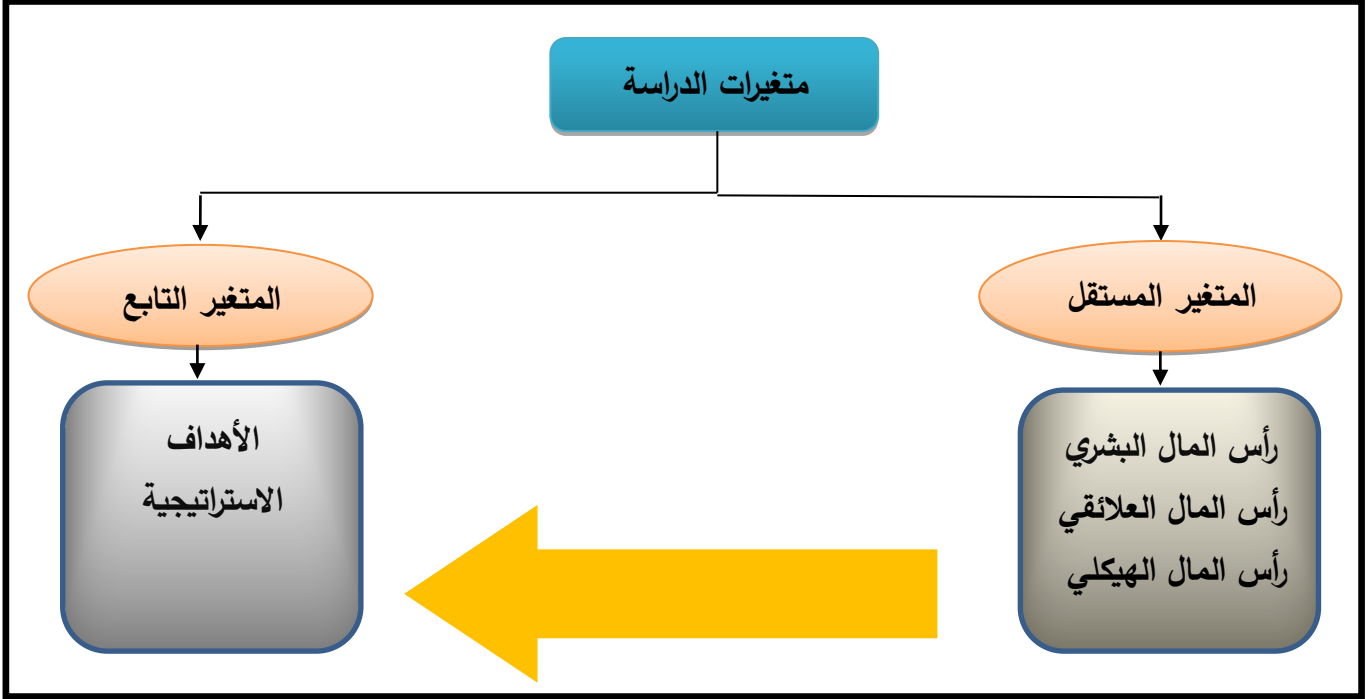 متغيرات الدراسة
المتغير المستقل
المتغير التابع
رأس المال البشري
رأس المال العلائقي
رأس المال الهيكلي
الأهداف
الاستراتيجية